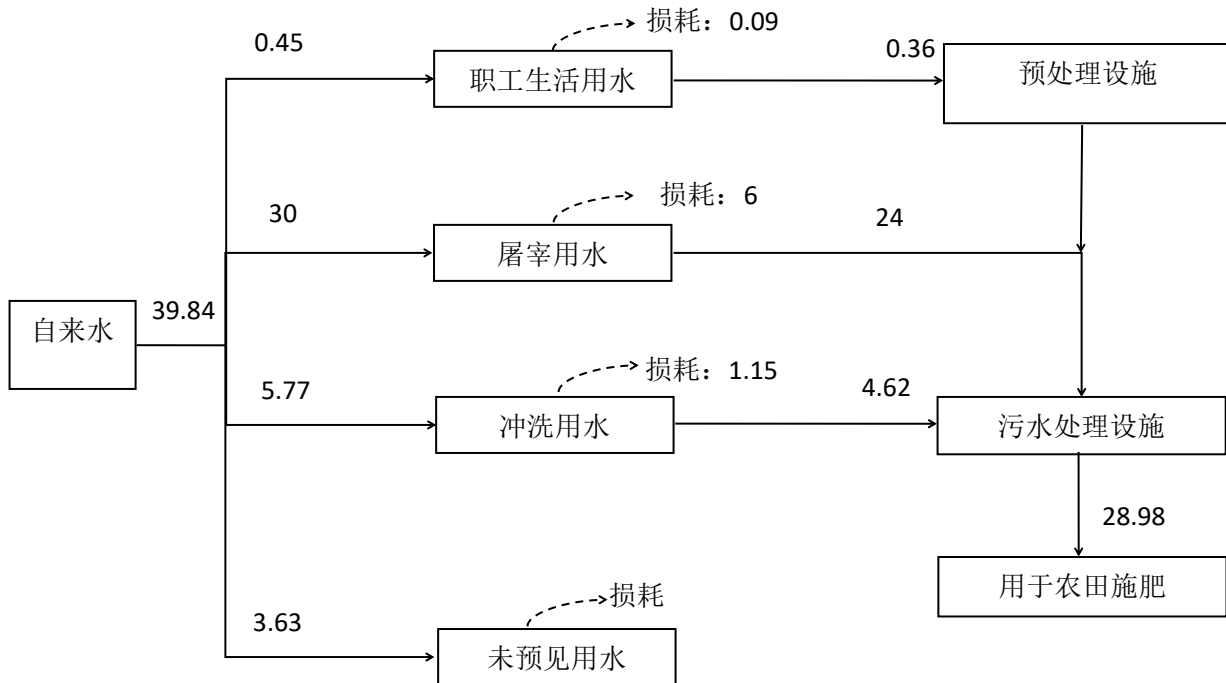 损耗：0.09
0.45
职工生活用水
0.36
预处理设施
损耗：6
30
屠宰用水
24
自来水
39.84
损耗：1.15
5.77
冲洗用水
4.62
污水处理设施
28.98
用于农田施肥
损耗
3.63
未预见用水